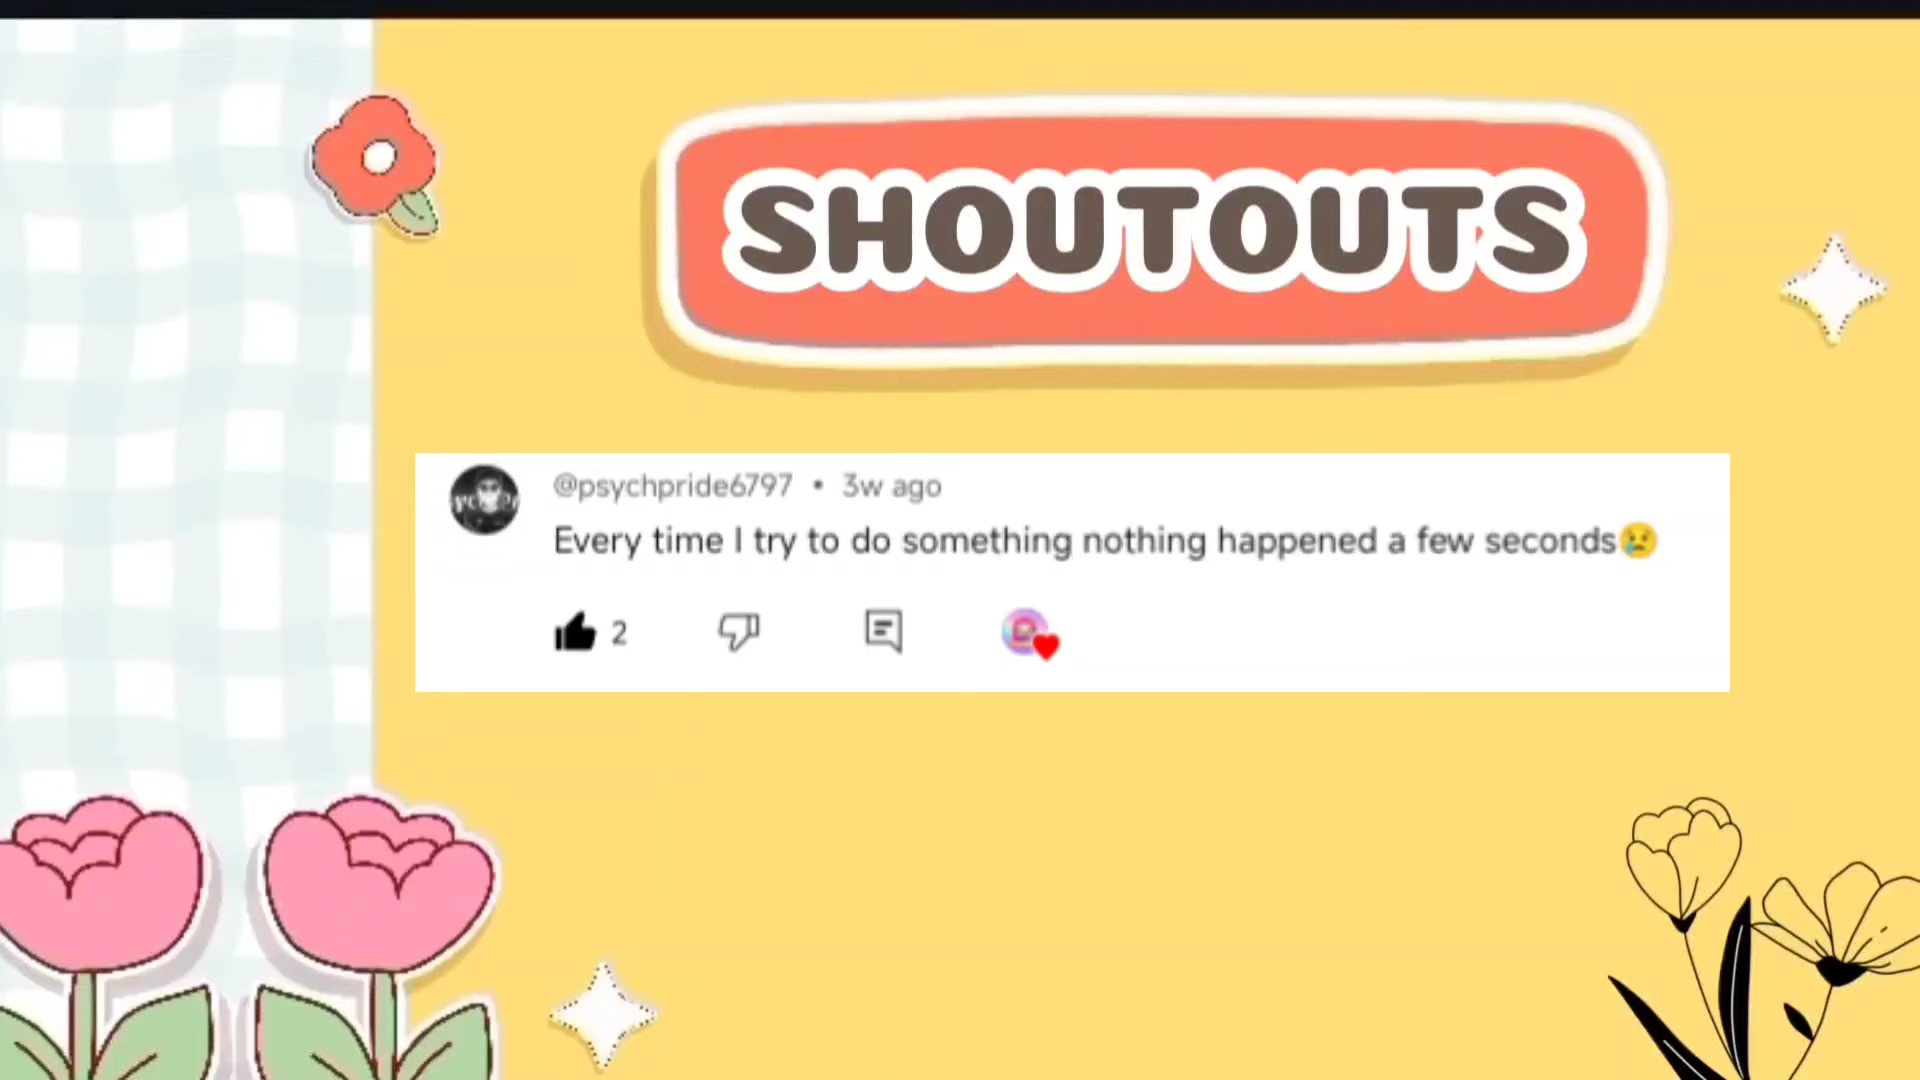 SHOUTOUTS
@psychpride6797 • 3w ago
Every time I try to do something nothing happened a few seconds😢
2